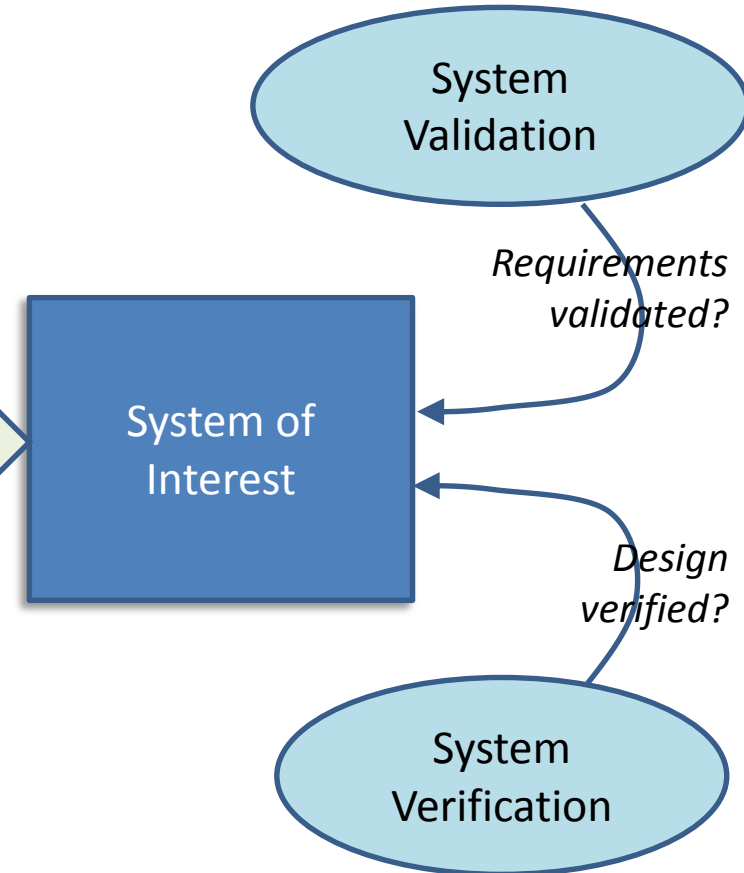 System
Validation
Requirements
validated?
System of
Interest
Design
verified?
System
Verification